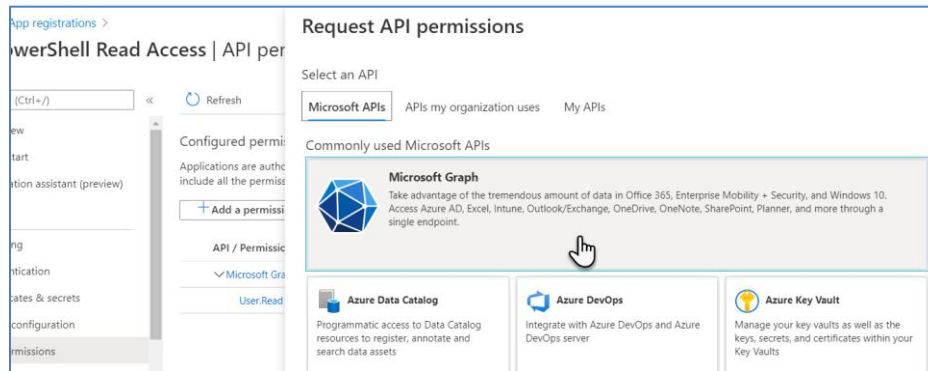 App registrations >
owerShell Read Access | API per
Request API permissions
Select an API
Microsoft APIs
APIs my organization uses
My APIs
Commonly used Microsoft APIs
Microsoft Graph
Take advantage of the tremendous amount of data in Office 365, Enterprise Mobility + Security, and Windows 10.
Access Azure AD, Excel, Intune, Outlook/Exchange, OneDrive, OneNote, SharePoint, Planner, and more through a
single endpoint.
Azure Data Catalog
Programmatic access to Data Catalog
resources to register, annotate and
search data assets
Azure DevOps
Integrate with Azure DevOps and Azure
DevOps server
Azure Key Vault
Manage your key vaults as well as the
keys, secrets, and certificates within your
Key Vaults
(Ctrl+/)
«
ew
tart
ation assistant (preview)
ng
ntication
cates & secrets
configuration
rmissions
Refresh
Configured permis
Applications are autho
include all the permiss
+ Add a permissi
API / Permissio
Microsoft Gra
User.Read